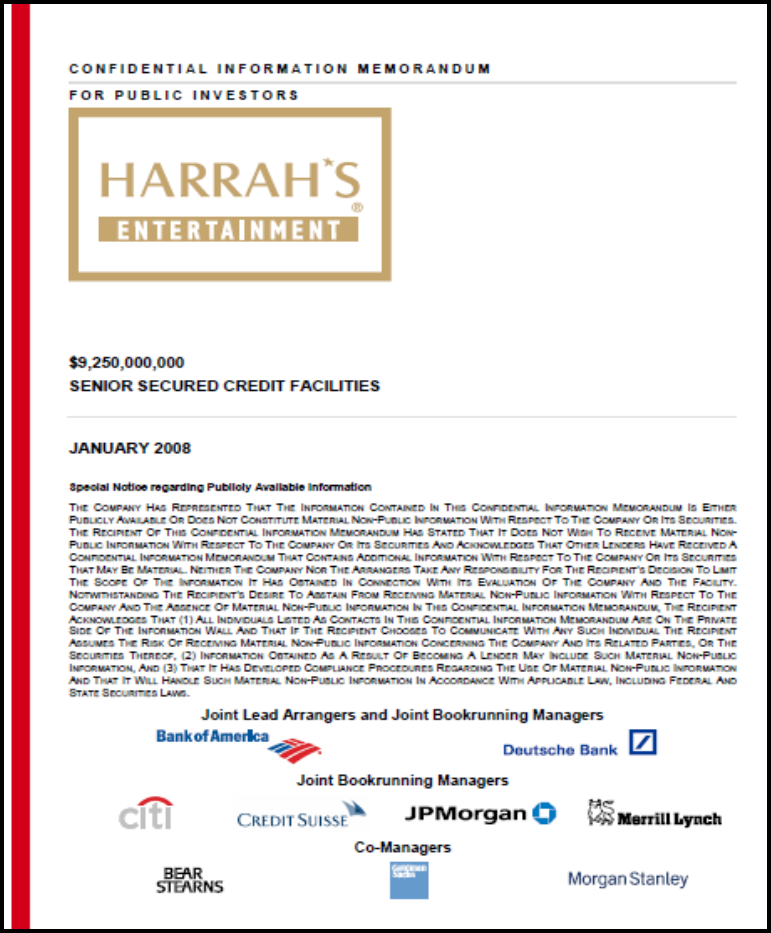 CONFIDENTIAL INFORMATION MEMORANDUM
FOR PUBLIC INVESTORS
HARRAH'S
®
ENTERTAINMENT
$9,250,000,000
SENIOR SECURED CREDIT FACILITIES
JANUARY 2008
Special Notice regarding Publicly Available Information
THE COMPANY HAS REPRESENTED THAT THE INFORMATION CONTAINED IN THIS CONFIDENTIAL INFORMATION MEMORANDUM IS EITHER
PUBLICLY AVAILABLE OR DOES NOT CONSTITUTE MATERIAL NON-PUBLIC INFORMATION WITH RESPECT TO THE COMPANY OR ITS SECURITIES.
THE RECIPIENT OF THIS CONFIDENTIAL INFORMATION MEMORANDUM HAS STATED THAT IT DOES NOT WISH TO RECEIVE MATERIAL NON-
PUBLIC INFORMATION WITH RESPECT TO THE COMPANY OR ITS SECURITIES AND ACKNOWLEDGES THAT OTHER LENDERS HAVE RECEIVED A
CONFIDENTIAL INFORMATION MEMORANDUM THAT CONTAINS ADDITIONAL INFORMATION WITH RESPECT TO THE COMPANY OR ITS SECURITIES
THAT MAY BE MATERIAL. NEITHER THE COMPANY NOR THE ARRANGERS TAKE ANY RESPONSIBILITY FOR THE RECIPIENT'S DECISION TO LIMIT
THE SCOPE OF THE INFORMATION IT HAS OBTAINED IN CONNECTION WITH ITS EVALUATION OF THE COMPANY AND THE FACILITY.
NOTWITHSTANDING THE RECIPIENT'S DESIRE TO ABSTAIN FROM RECEIVING MATERIAL NON-PUBLIC INFORMATION WITH RESPECT TO THE
COMPANY AND THE ABSENCE OF MATERIAL NON-PUBLIC INFORMATION IN THIS CONFIDENTIAL INFORMATION MEMORANDUM, THE RECIPIENT
ACKNOWLEDGES THAT (1) ALL INDIVIDUALS LISTED AS CONTACTS IN THIS CONFIDENTIAL INFORMATION MEMORANDUM ARE ON THE PRIVATE
SIDE OF THE INFORMATION WALL AND THAT IF THE RECIPIENT CHOOSES TO COMMUNICATE WITH ANY SUCH INDIVIDUAL THE RECIPIENT
ASSUMES THE RISK OF RECEIVING MATERIAL NON-PUBLIC INFORMATION CONCERNING THE COMPANY AND ITS RELATED PARTIES, OR THE
SECURITIES THEREOF, (2) INFORMATION OBTAINED AS A RESULT OF BECOMING A LENDER MAY INCLUDE SUCH MATERIAL NON-PUBLIC
INFORMATION, AND (3) THAT IT HAS DEVELOPED COMPLIANCE PROCEDURES REGARDING THE USE OF MATERIAL NON-PUBLIC INFORMATION
AND THAT IT WILL HANDLE SUCH MATERIAL NON-PUBLIC INFORMATION IN ACCORDANCE WITH APPLICABLE LAW, INCLUDING FEDERAL AND
STATE SECURITIES LAWS.
Joint Lead Arrangers and Joint Bookrunning Managers
Bank of America Deutsche Bank
Joint Bookrunning Managers
citi CREDIT SUISSE JPMorgan Merrill Lynch
Co-Managers
BEAR
STEARNS
Goldman
Sachs
Morgan Stanley